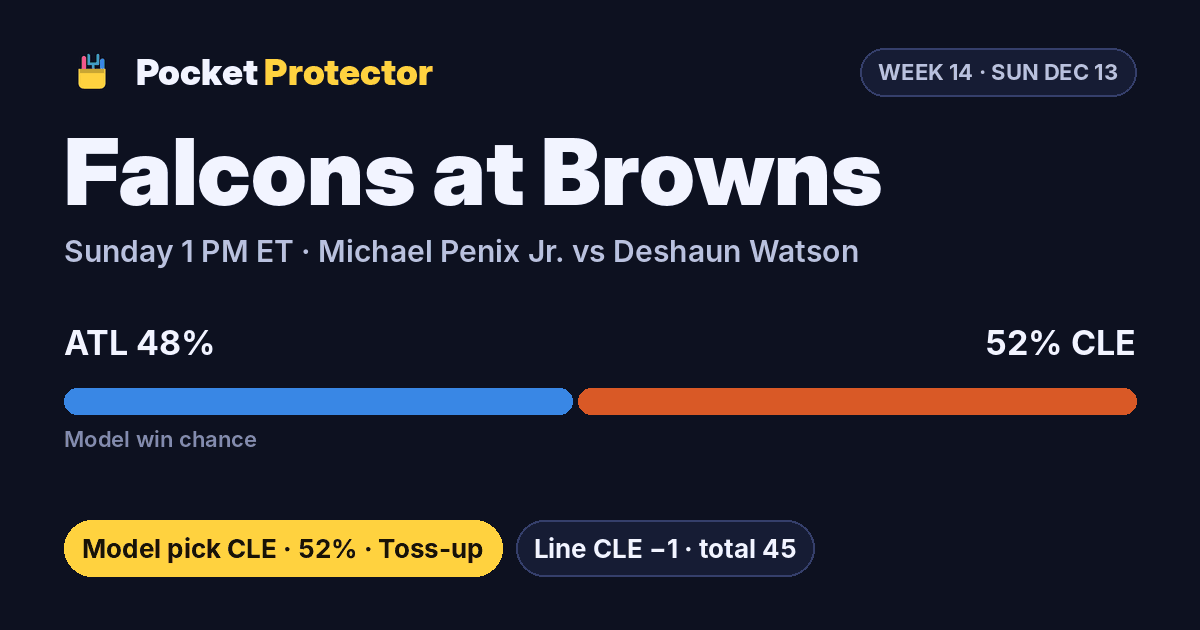 Pocket Protector
WEEK 14 · SUN DEC 13
Falcons at Browns
Sunday 1 PM ET · Michael Penix Jr. vs Deshaun Watson
ATL 48%
52% CLE
Model win chance
Model pick CLE · 52% · Toss-up
Line CLE −1 · total 45